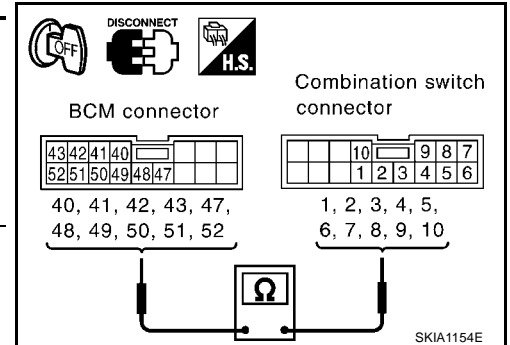 DISCONNECT
OFF
H.S.
Combination switch
connector
BCM connector
43 42 41 40
52 51 50 49 48 47
10 9 8 7
1 2 3 4 5 6
40, 41, 42, 43, 47,
48, 49, 50, 51, 52
1, 2, 3, 4, 5,
6, 7, 8, 9, 10
Ω
SKIA1154E